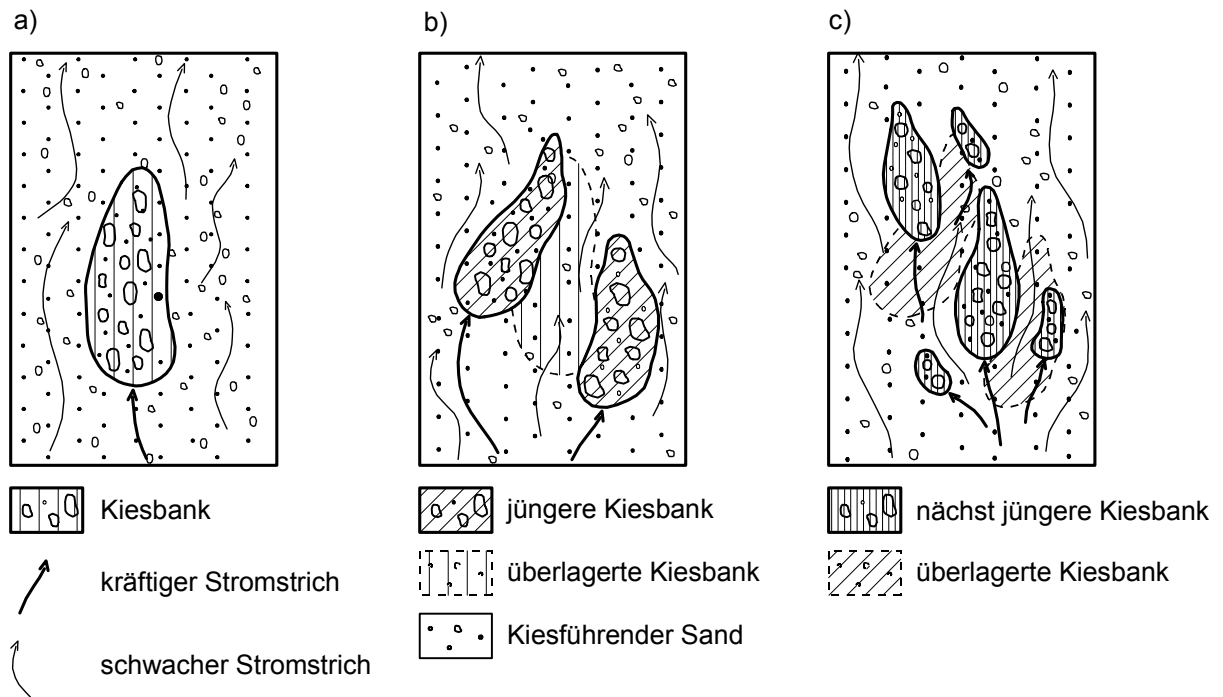 a)
b)
c)
Kiesbank
kräftiger Stromstrich
schwacher Stromstrich
jüngere Kiesbank
überlagerte Kiesbank
Kiesführender Sand
nächst jüngere Kiesbank
überlagerte Kiesbank